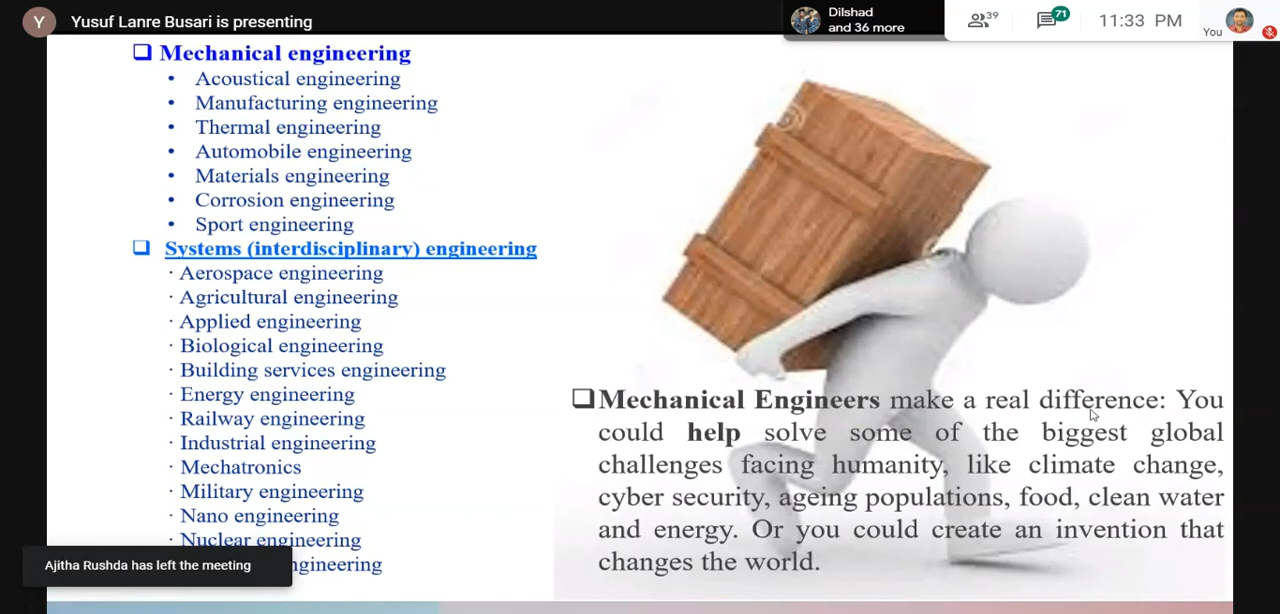 Y Yusuf Lanre Busari is presenting
Dilshad
and 36 more
39
71
11:33 PM
You
❑ Mechanical engineering
• Acoustical engineering
• Manufacturing engineering
• Thermal engineering
• Automobile engineering
• Materials engineering
• Corrosion engineering
• Sport engineering
❑ Systems (interdisciplinary) engineering
· Aerospace engineering
· Agricultural engineering
· Applied engineering
· Biological engineering
· Building services engineering
· Energy engineering
· Railway engineering
· Industrial engineering
· Mechatronics
· Military engineering
· Nano engineering
· Nuclear engineering
Ajitha Rushda has left the meeting
❑Mechanical Engineers make a real difference: You
could help solve some of the biggest global
challenges facing humanity, like climate change,
cyber security, ageing populations, food, clean water
and energy. Or you could create an invention that
changes the world.